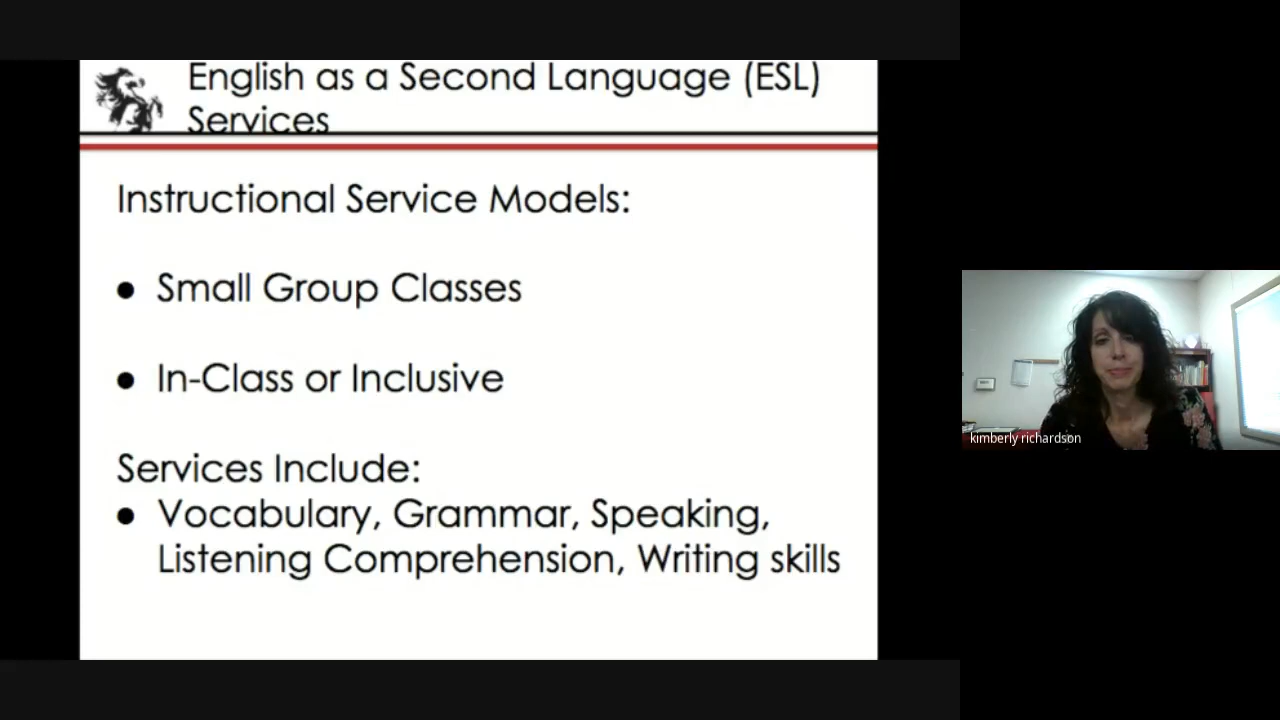 English as a Second Language (ESL)
Services
Instructional Service Models:
● Small Group Classes
● In-Class or Inclusive
Services Include:
● Vocabulary, Grammar, Speaking,
Listening Comprehension, Writing skills
kimberly richardson